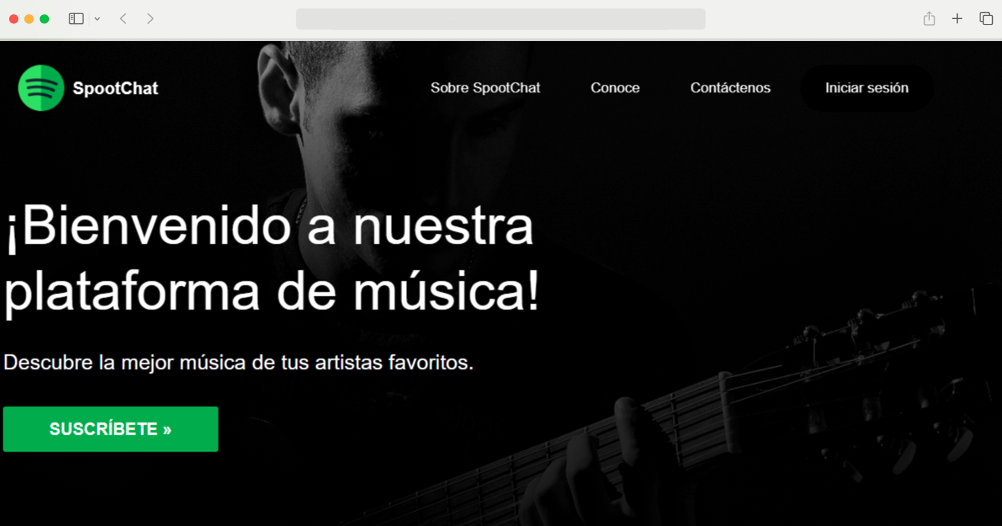 SpootChat
Sobre SpootChat
Conoce
Contáctenos
Iniciar sesión
¡Bienvenido a nuestra
plataforma de música!
Descubre la mejor música de tus artistas favoritos.
SUSCRÍBETE »